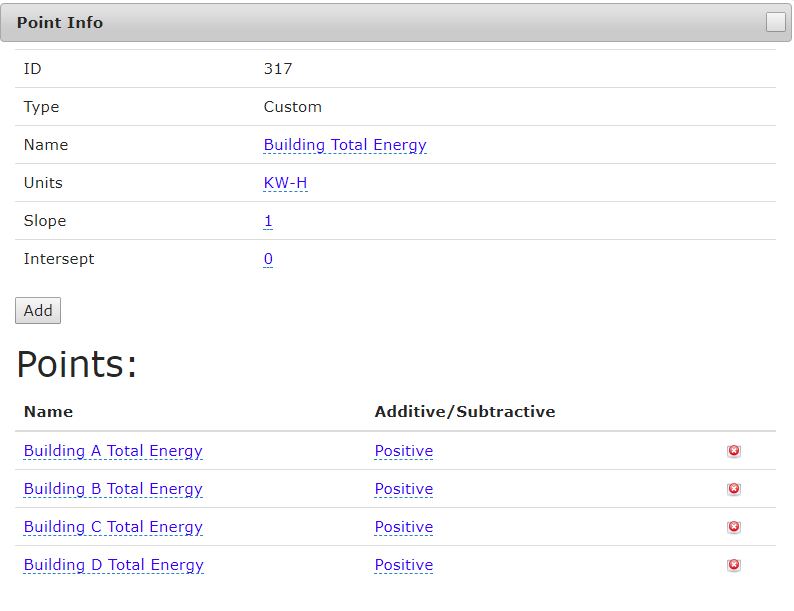 Point Info
ID 317
Type Custom
Name Building Total Energy
Units KW-H
Slope 1
Intersept 0
Add
Points:
Name Additive/Subtractive
Building A Total Energy Positive
Building B Total Energy Positive
Building C Total Energy Positive
Building D Total Energy Positive